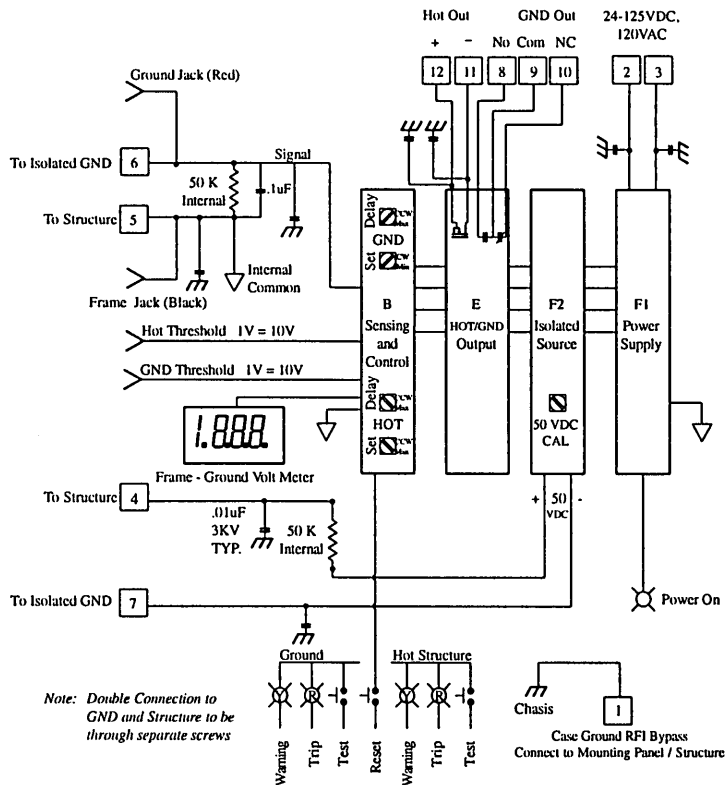 Hot Out
GND Out
24-125VDC,
120VAC
+
-
No Com NC
12
11
8
9
10
2
3
Ground Jack (Red)
To Isolated GND
6
Signal
50 K
Internal
.1uF
To Structure
5
Internal
Common
Frame Jack (Black)
Hot Threshold 1V = 10V
GND Threshold 1V = 10V
1.8.8.8.
Frame - Ground Volt Meter
Delay
GND
Set
B
Sensing
and
Control
Delay
HOT
Set
E
HOT/GND
Output
F2
Isolated
Source
50 VDC
CAL
F1
Power
Supply
To Structure
4
.01uF
3KV
TYP.
50 K
Internal
+ 50 -
VDC
To Isolated GND
7
Power On
Ground
Hot Structure
Y
R
Y
R
Warning
Trip
Test
Reset
Warning
Trip
Test
Note: Double Connection to
GND and Structure to be
through separate screws
Chasis
1
Case Ground RFI Bypass
Connect to Mounting Panel / Structure